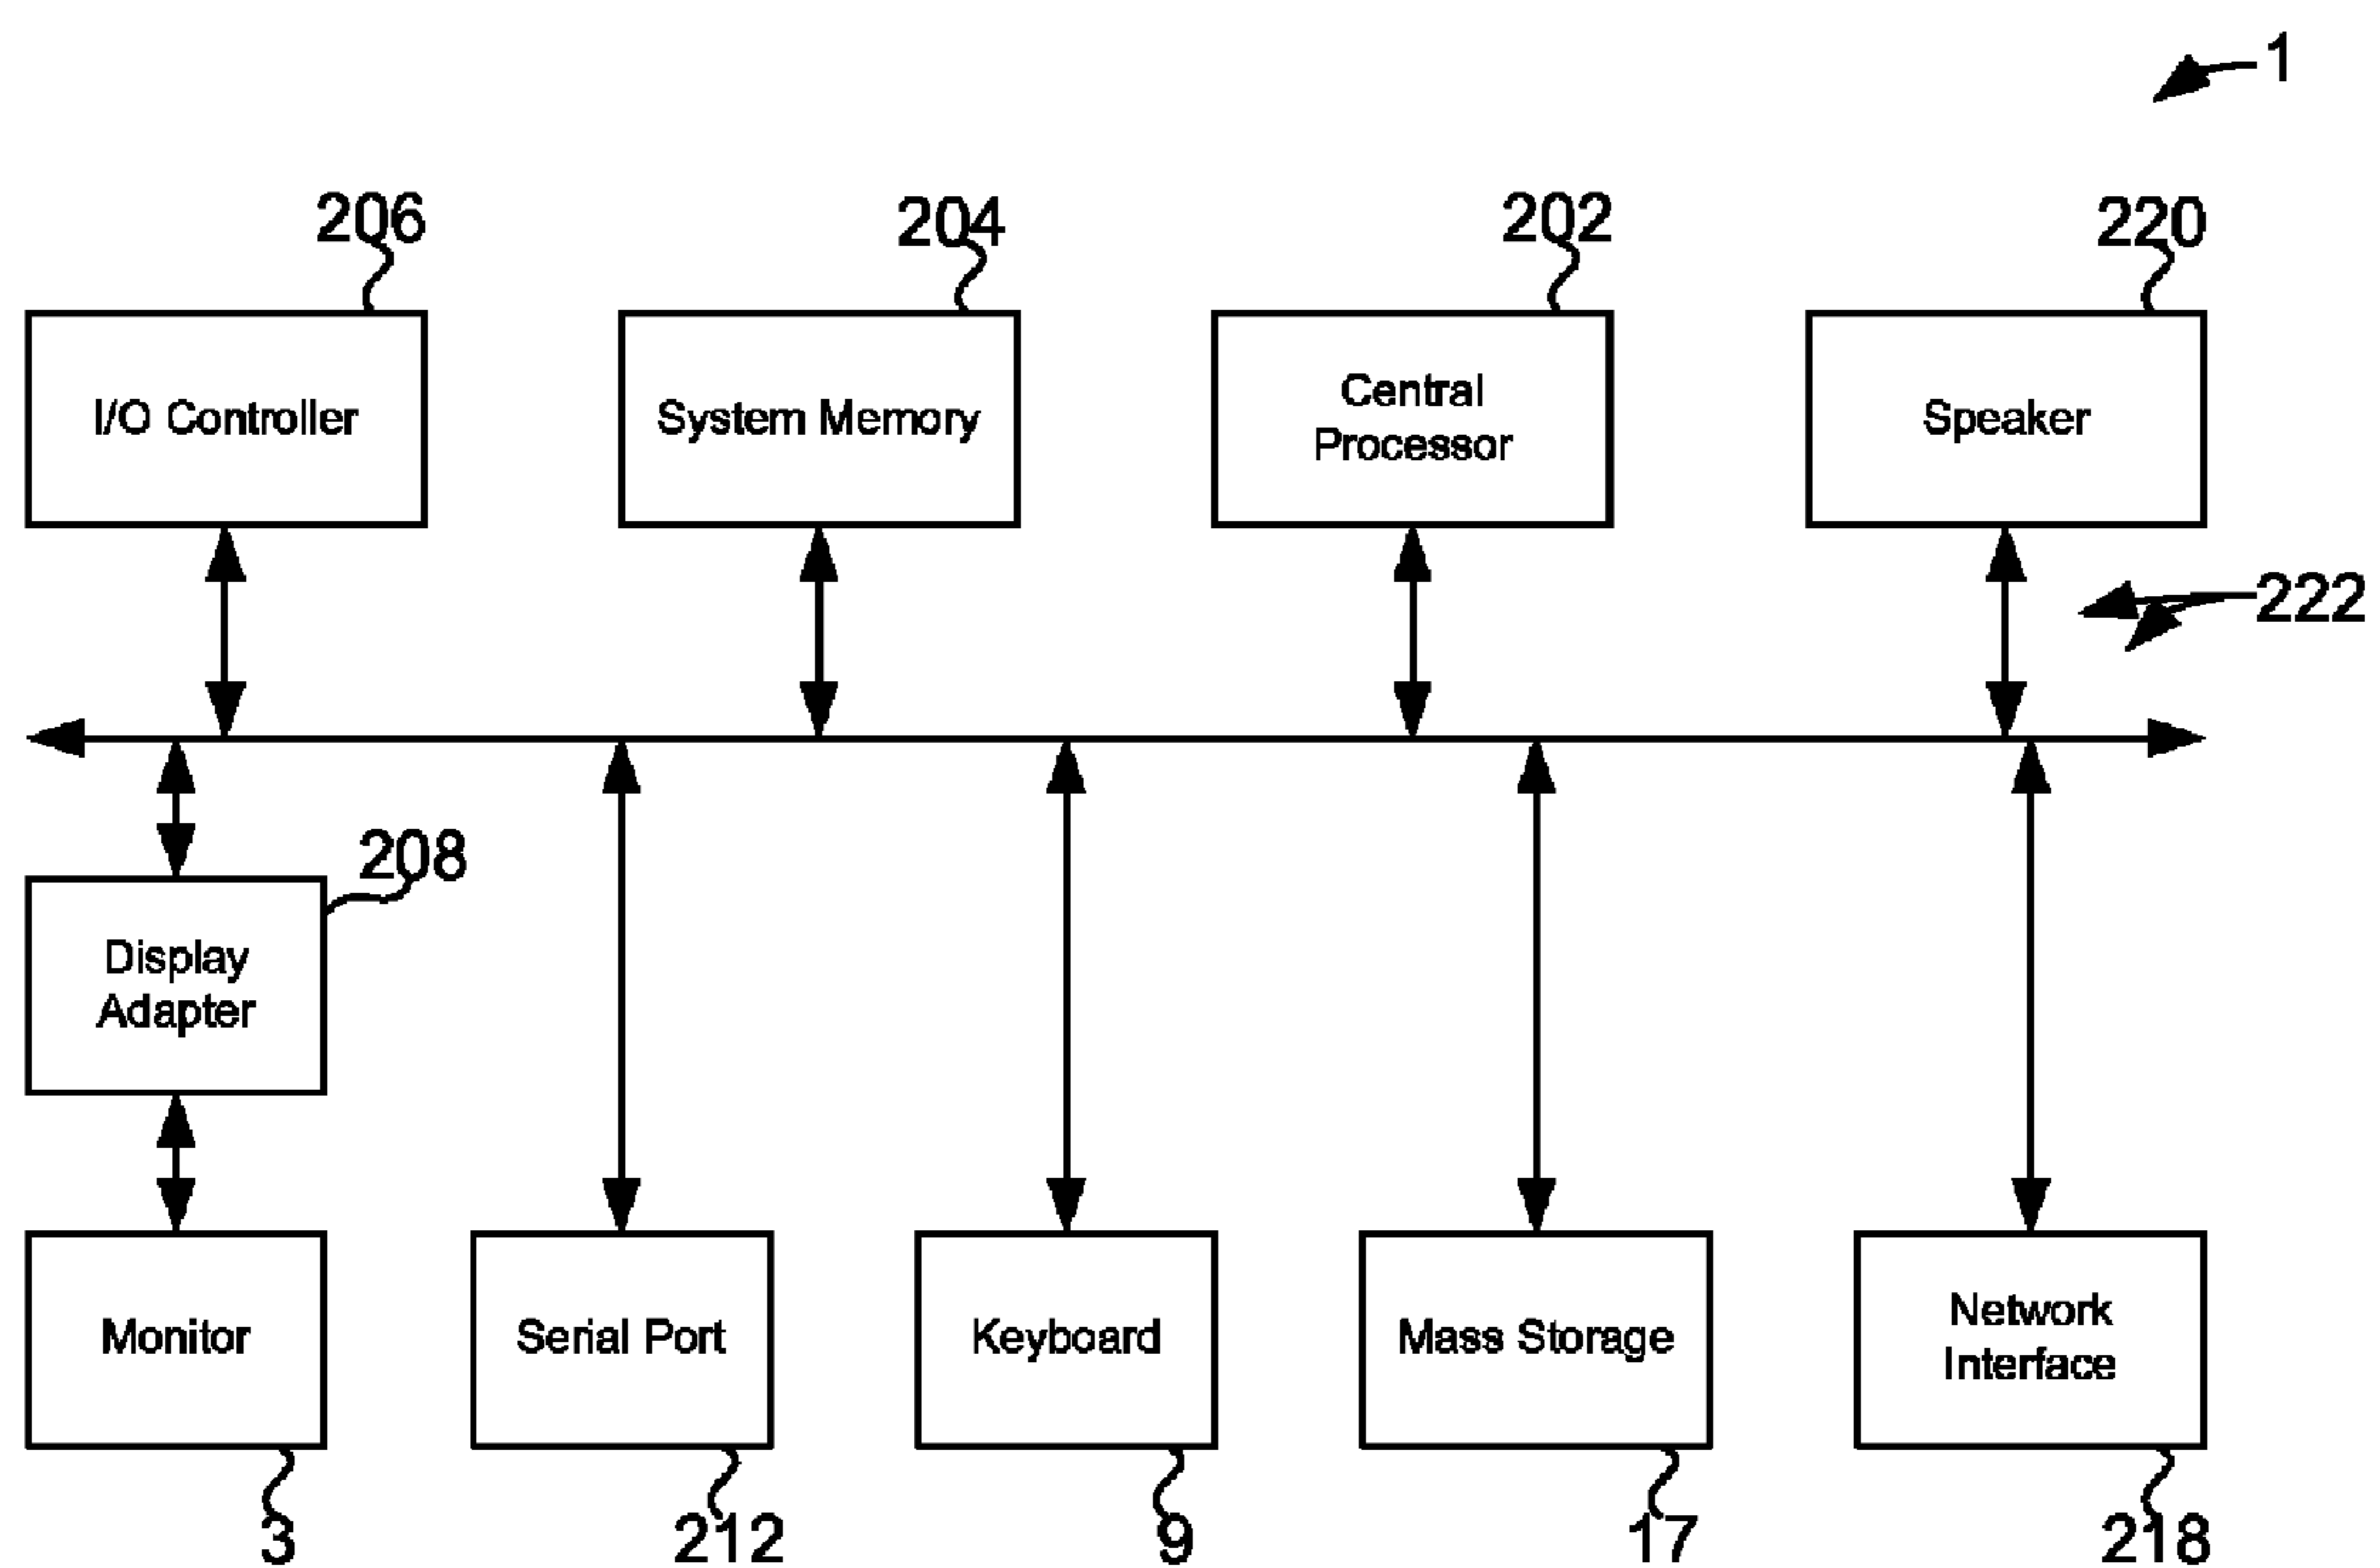 1
206
204
202
220
I/O Controller
System Memory
Central
Processor
Speaker
222
208
Display
Adapter
Monitor
Serial Port
Keyboard
Mass Storage
Network
Interface
3
212
9
17
218